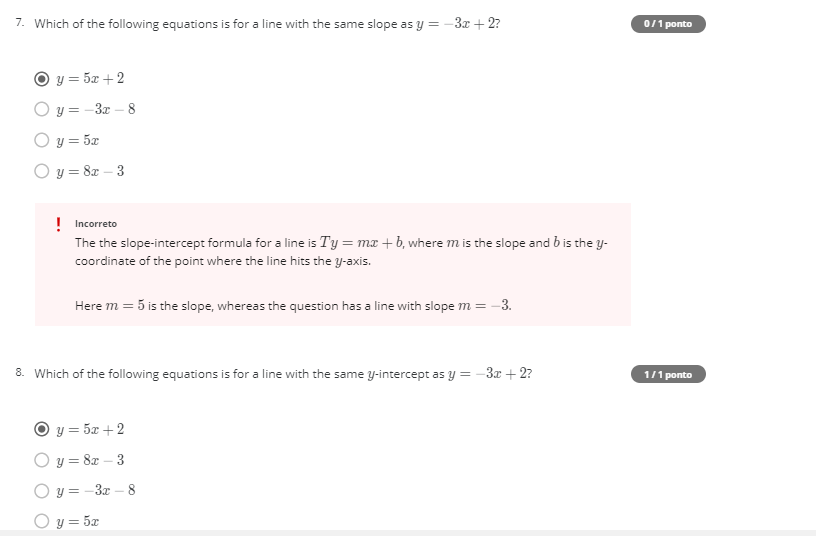 7. Which of the following equations is for a line with the same slope as y = −3x + 2? 0 / 1 ponto
y = 5x + 2
y = −3x − 8
y = 5x
y = 8x − 3
! Incorreto
The the slope-intercept formula for a line is Ty = mx + b, where m is the slope and b is the y-
coordinate of the point where the line hits the y-axis.
Here m = 5 is the slope, whereas the question has a line with slope m = −3.
8. Which of the following equations is for a line with the same y-intercept as y = −3x + 2? 1 / 1 ponto
y = 5x + 2
y = 8x − 3
y = −3x − 8
y = 5x